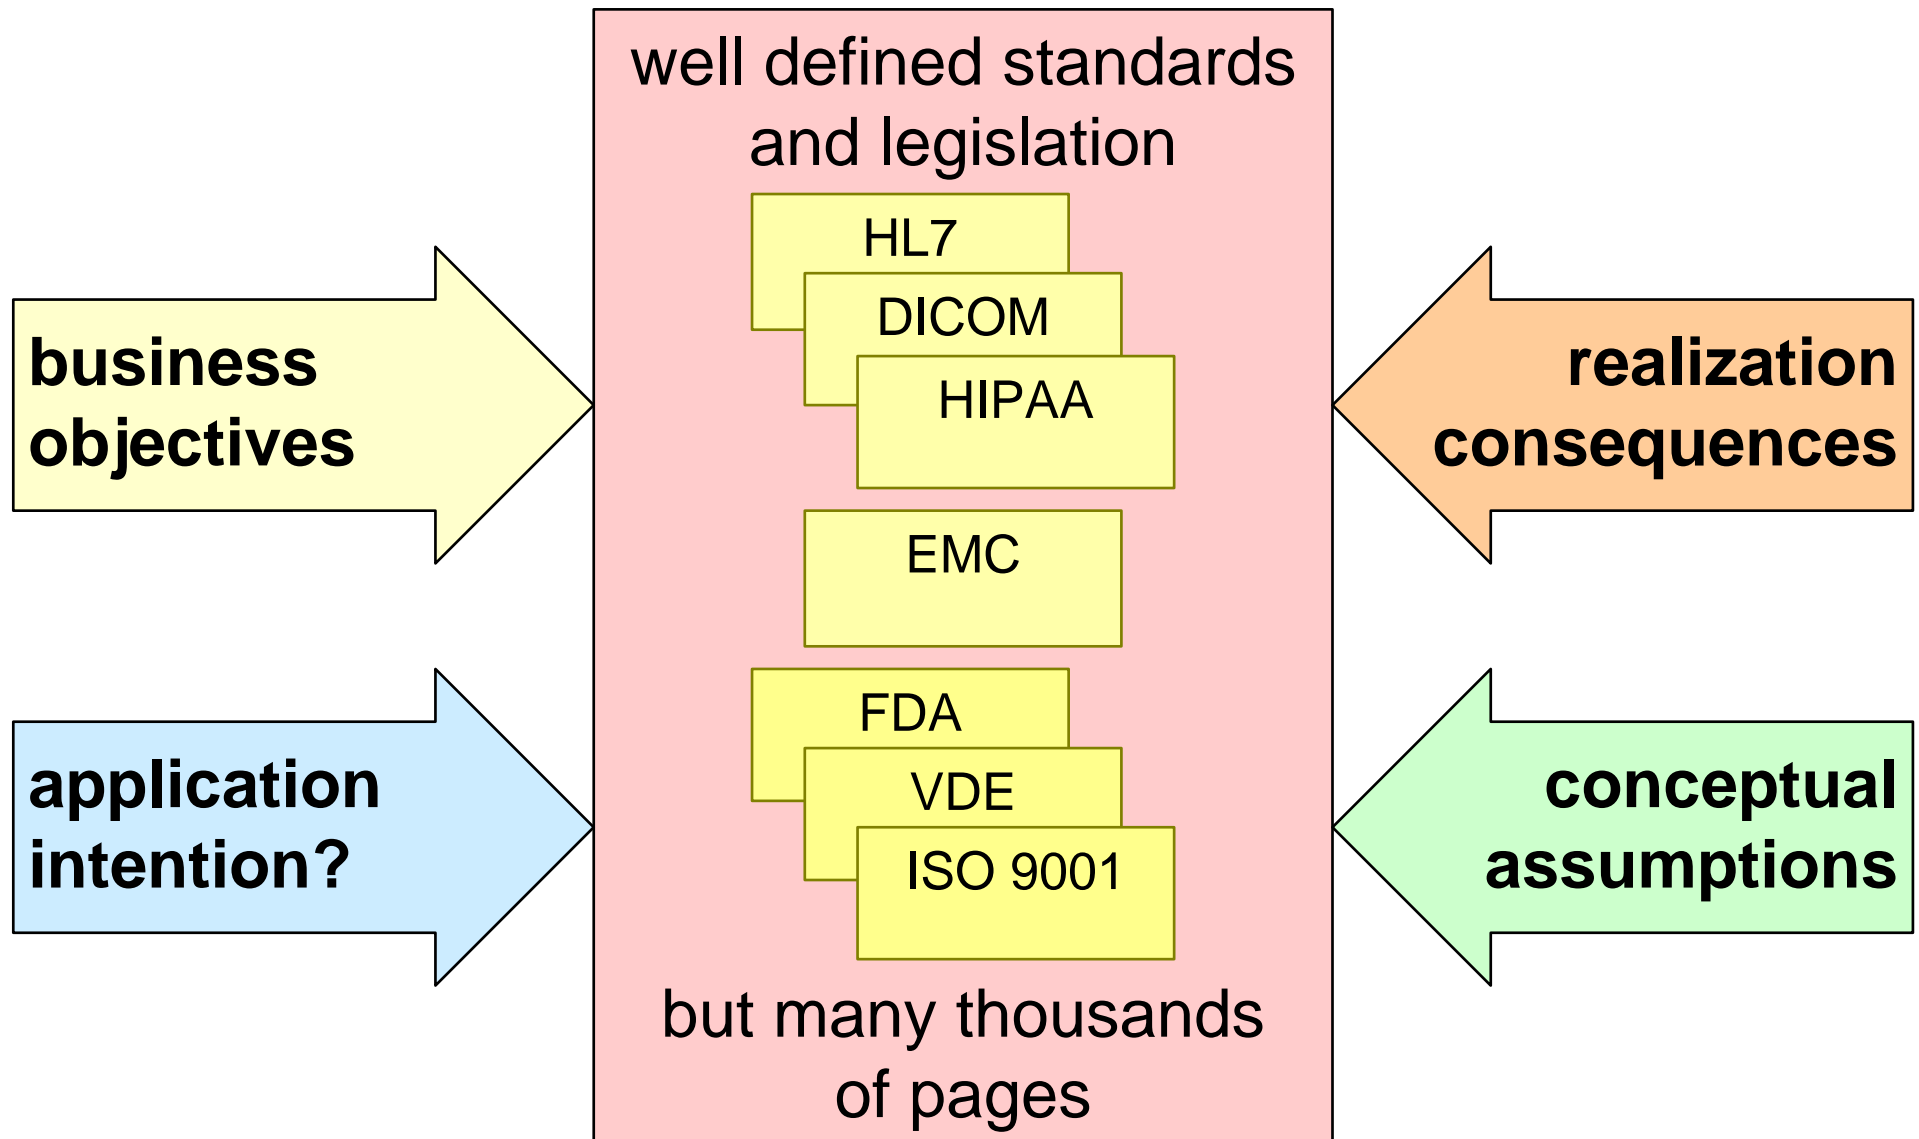 well defined standards
and legislation
HL7
DICOM
HIPAA
EMC
FDA
VDE
ISO 9001
but many thousands
of pages
business
objectives
application
intention?
realization
consequences
conceptual
assumptions